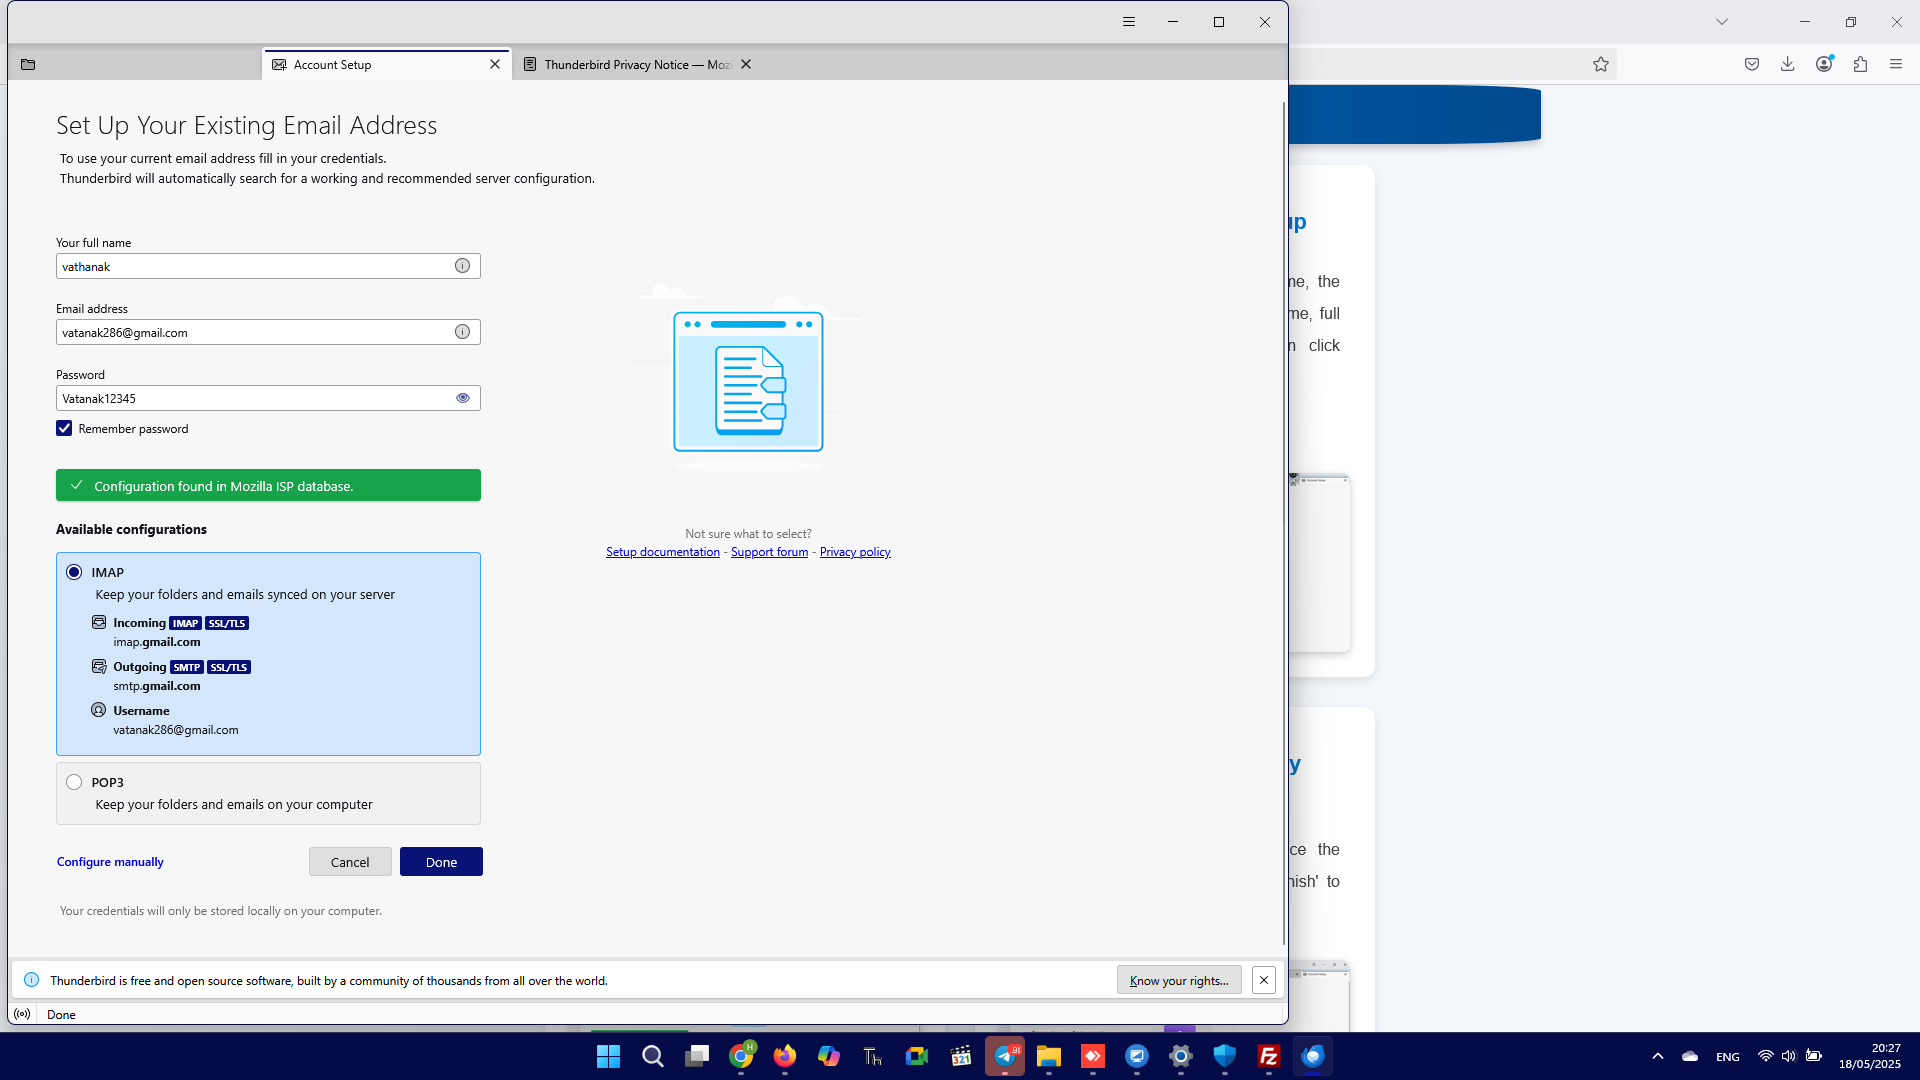 Account Setup
Thunderbird Privacy Notice — Moz
Set Up Your Existing Email Address
To use your current email address fill in your credentials.
Thunderbird will automatically search for a working and recommended server configuration.
Your full name
vathanak
Email address
vatanak286@gmail.com
Password
Vatanak12345
Remember password
Configuration found in Mozilla ISP database.
Available configurations
IMAP
Keep your folders and emails synced on your server
Incoming IMAP SSL/TLS
imap.gmail.com
Outgoing SMTP SSL/TLS
smtp.gmail.com
Username
vatanak286@gmail.com
POP3
Keep your folders and emails on your computer
Configure manually
Cancel
Done
Your credentials will only be stored locally on your computer.
Not sure what to select?
Setup documentation - Support forum - Privacy policy
Thunderbird is free and open source software, built by a community of thousands from all over the world.
Know your rights...
Done
up
me, the
me, full
n click
y
ce the
nish' to
H
91
321
Th
Fz
ENG
20:27
18/05/2025